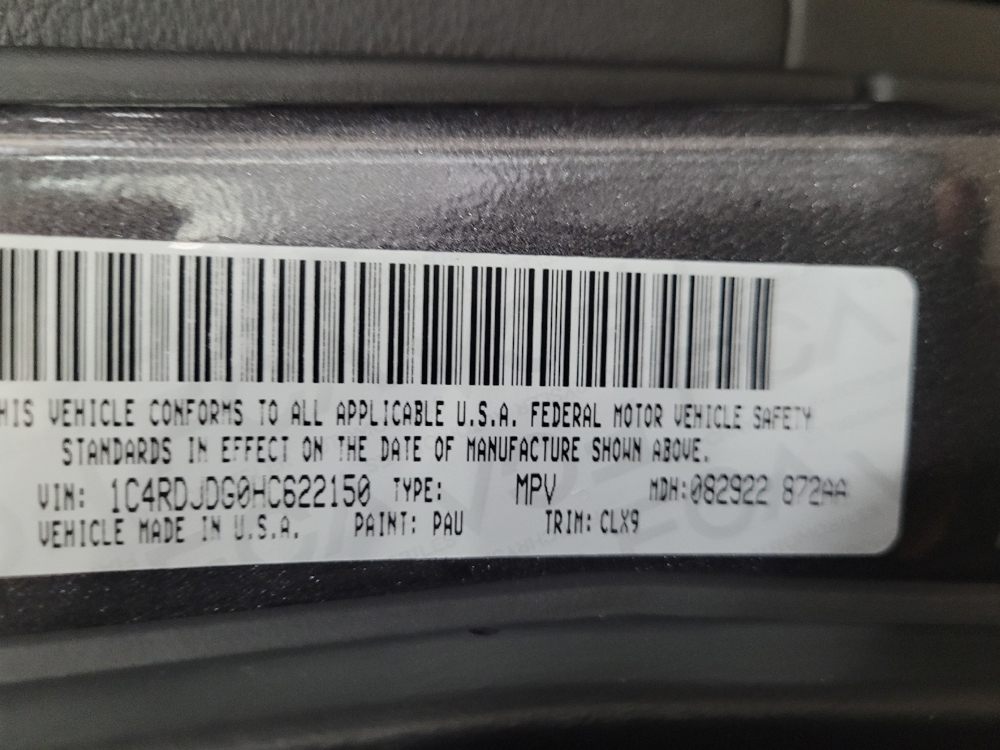 HIS VEHICLE CONFORMS TO ALL APPLICABLE U.S.A. FEDERAL MOTOR VEHICLE SAFETY
STANDARDS IN EFFECT ON THE DATE OF MANUFACTURE SHOWN ABOVE.
VIN: 1C4RDJDG0HC622150 TYPE: MPV MDH:082922 872AA
VEHICLE MADE IN U.S.A. PAINT: PAU TRIM: CLX9